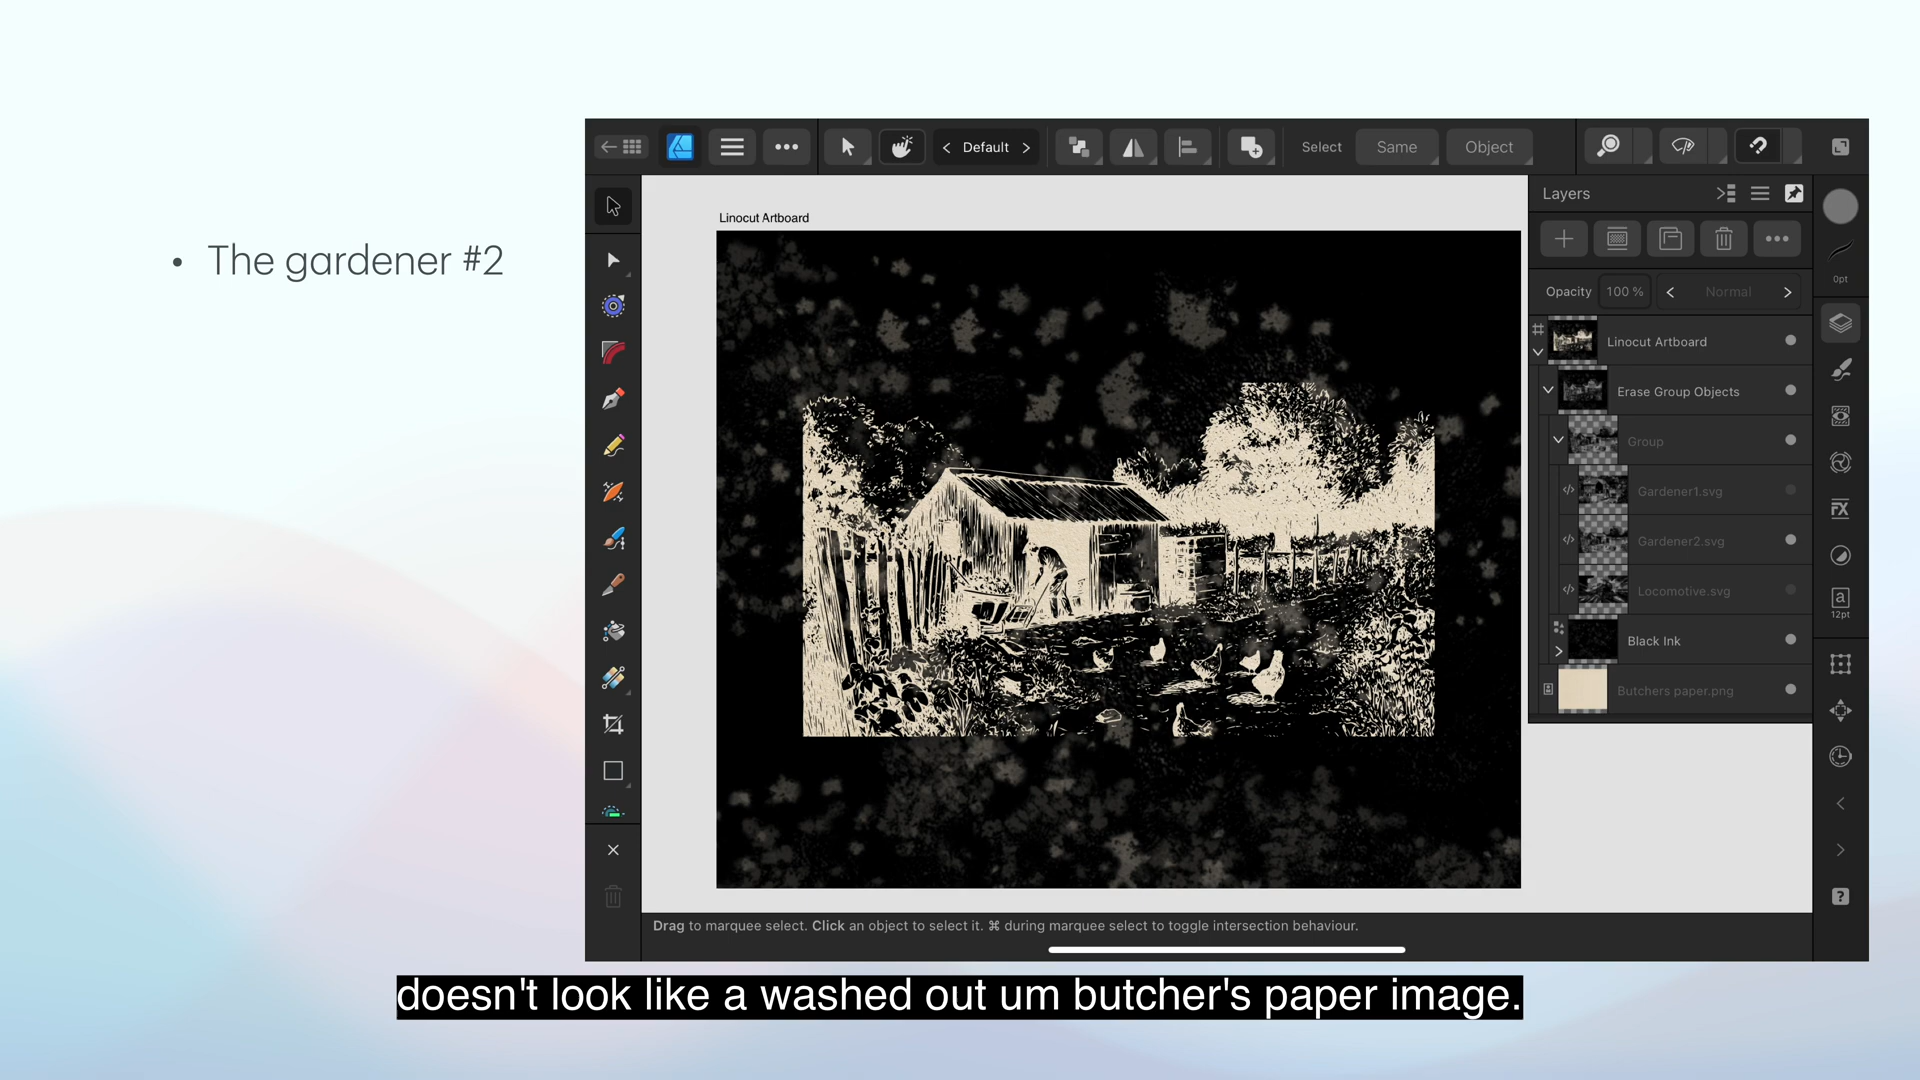 • The gardener #2
Default
Select
Same
Object
Linocut Artboard
Layers
Opacity
100 %
Normal
0pt
Linocut Artboard
Erase Group Objects
Group
Gardener1.svg
Gardener2.svg
Locomotive.svg
a
12pt
Black Ink
Butchers paper.png
FX
?
Drag to marquee select. Click an object to select it. ⌘ during marquee select to toggle intersection behaviour.
doesn't look like a washed out um butcher's paper image.